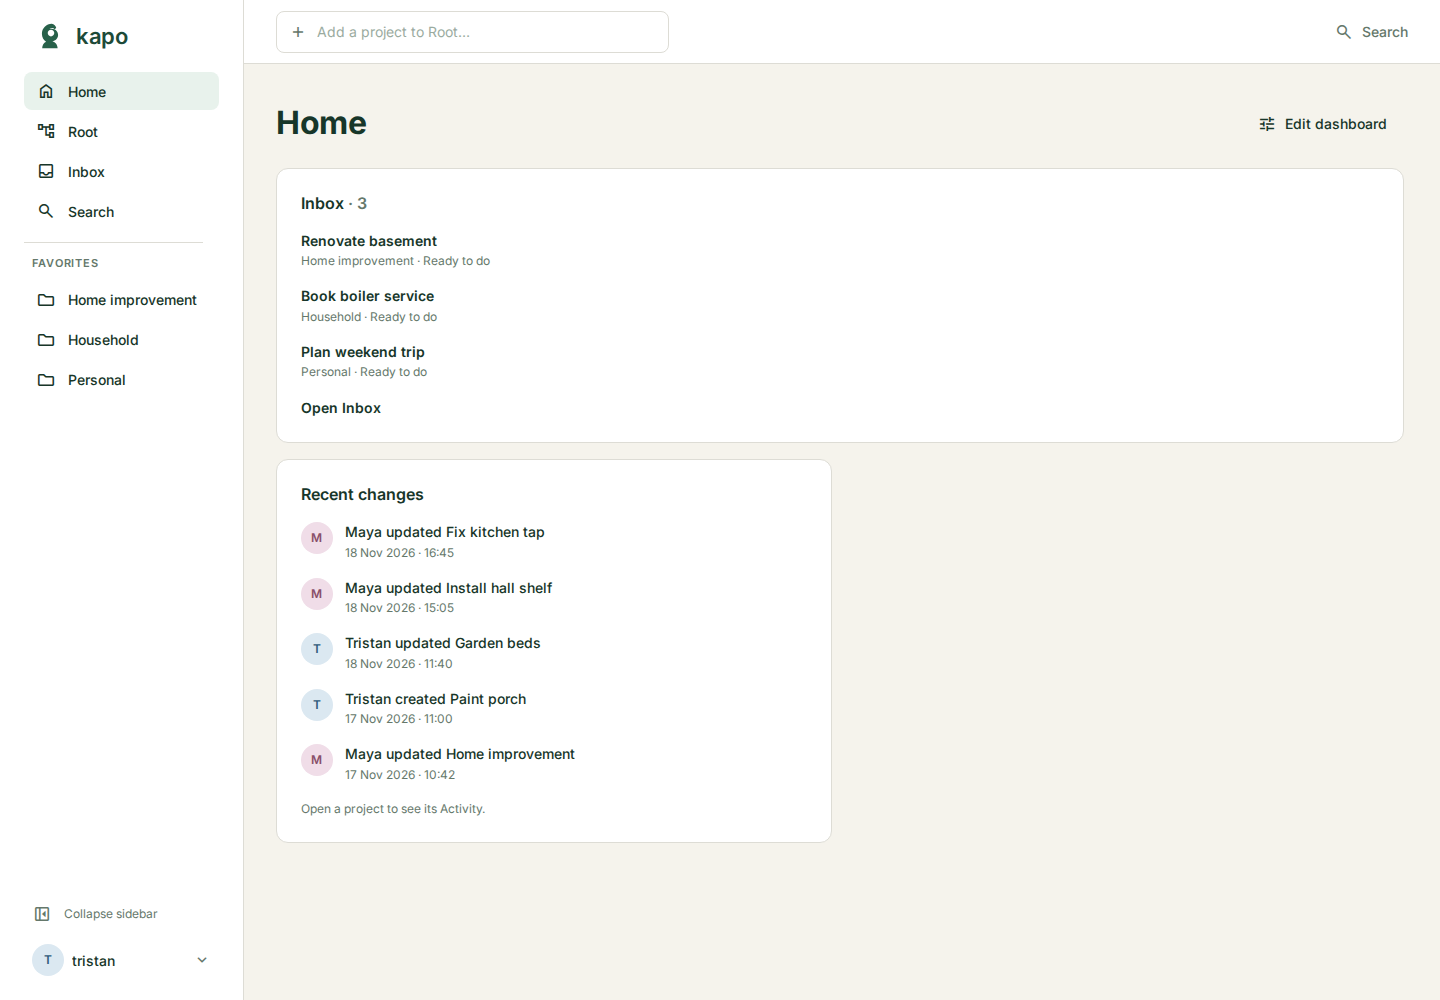 kapo
Add a project to Root...
Search
Home
Root
Inbox
Search
FAVORITES
Home improvement
Household
Personal
Collapse sidebar
T
tristan
Home
Edit dashboard
Inbox · 3
Renovate basement
Home improvement · Ready to do
Book boiler service
Household · Ready to do
Plan weekend trip
Personal · Ready to do
Open Inbox
Recent changes
M
Maya updated Fix kitchen tap
18 Nov 2026 · 16:45
M
Maya updated Install hall shelf
18 Nov 2026 · 15:05
T
Tristan updated Garden beds
18 Nov 2026 · 11:40
T
Tristan created Paint porch
17 Nov 2026 · 11:00
M
Maya updated Home improvement
17 Nov 2026 · 10:42
Open a project to see its Activity.